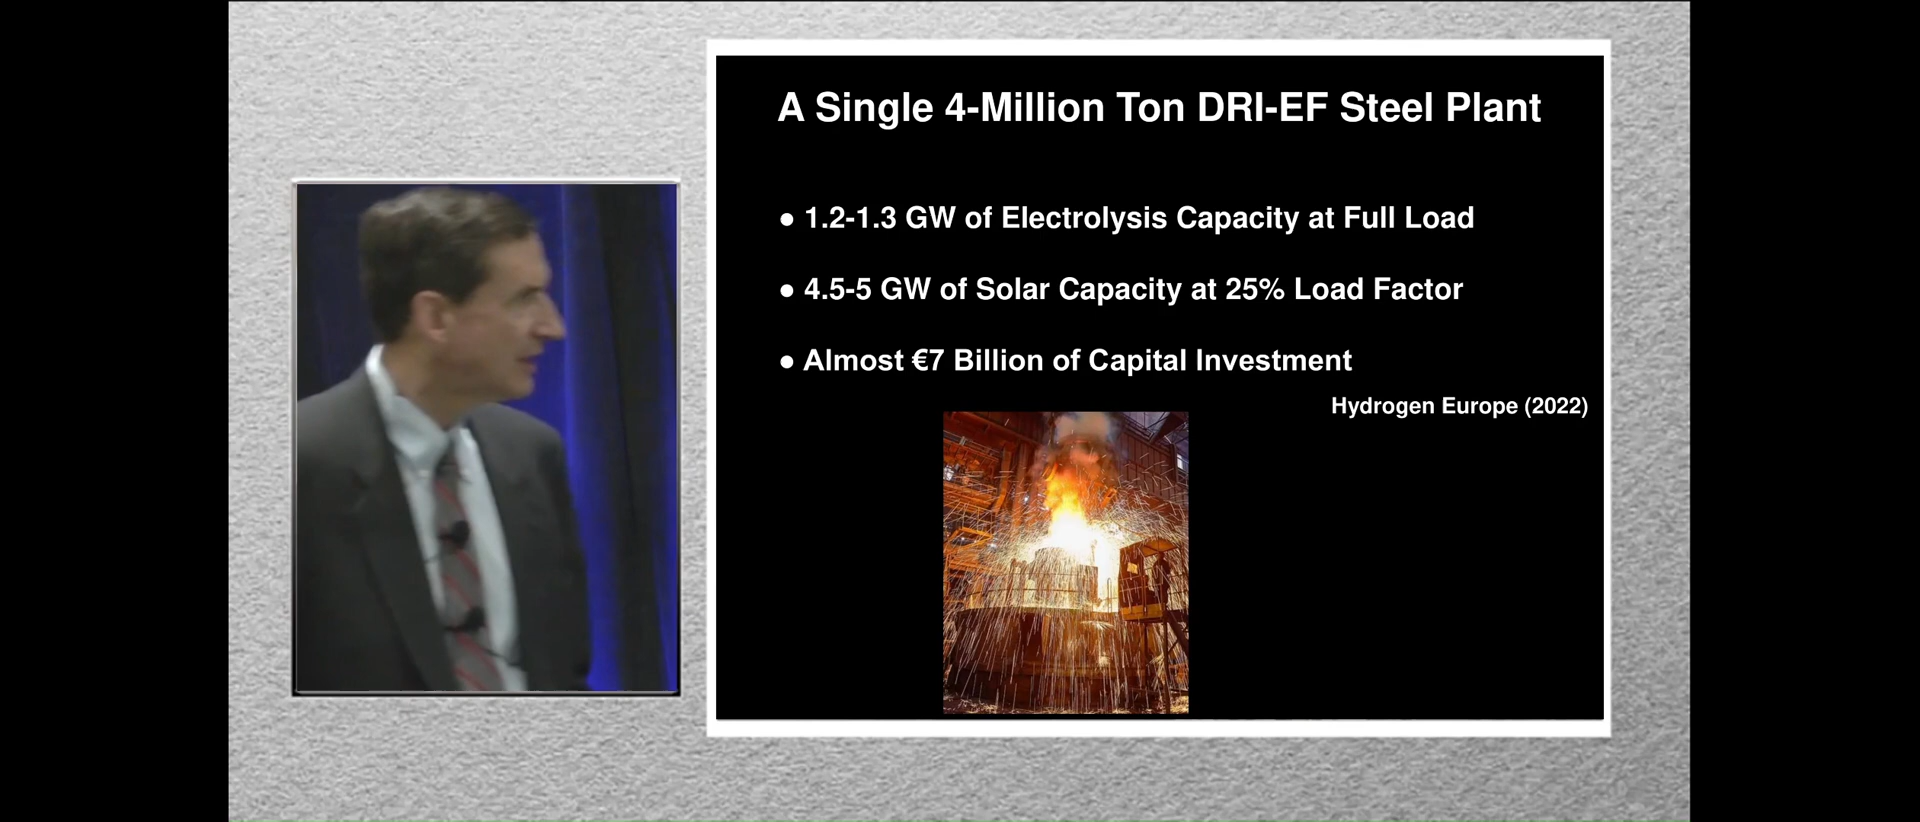 A Single 4-Million Ton DRI-EF Steel Plant
● 1.2-1.3 GW of Electrolysis Capacity at Full Load
● 4.5-5 GW of Solar Capacity at 25% Load Factor
● Almost €7 Billion of Capital Investment
Hydrogen Europe (2022)